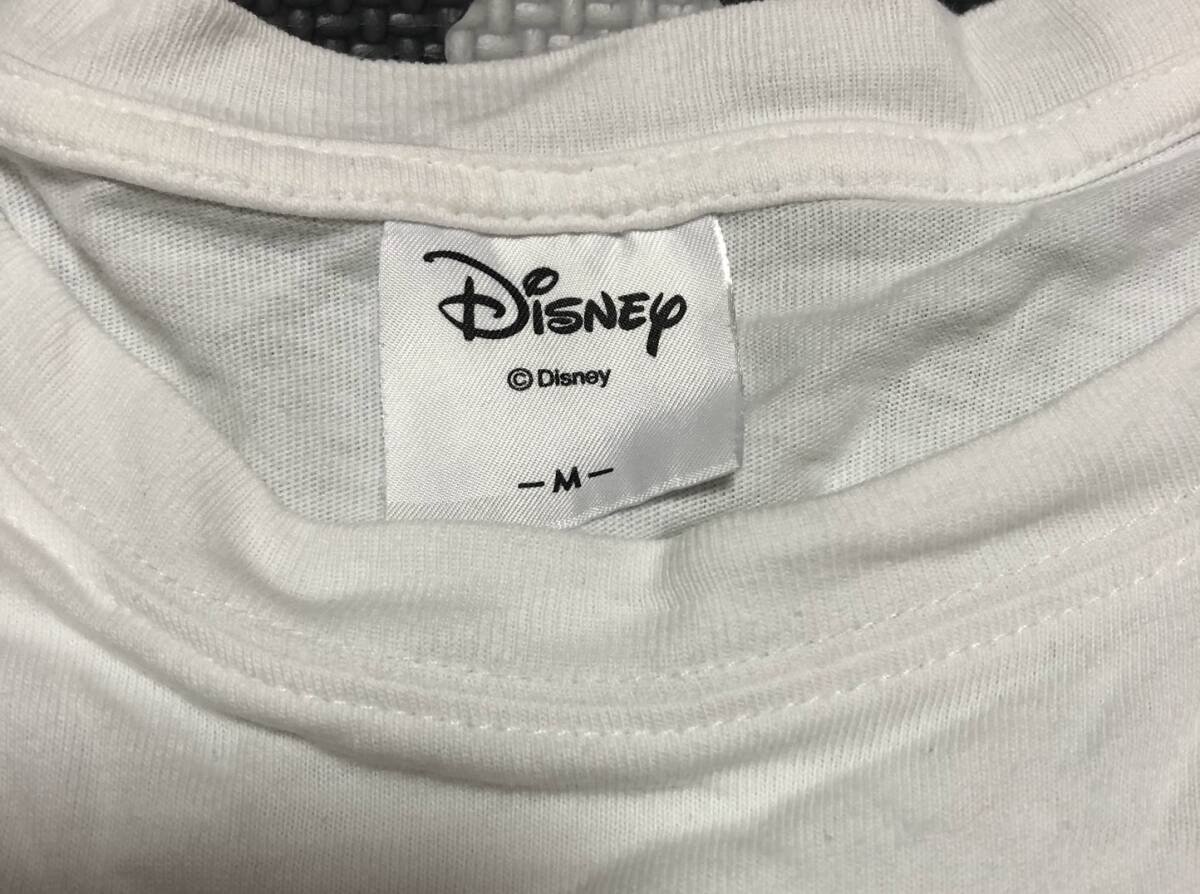 Disney
© Disney
– M –